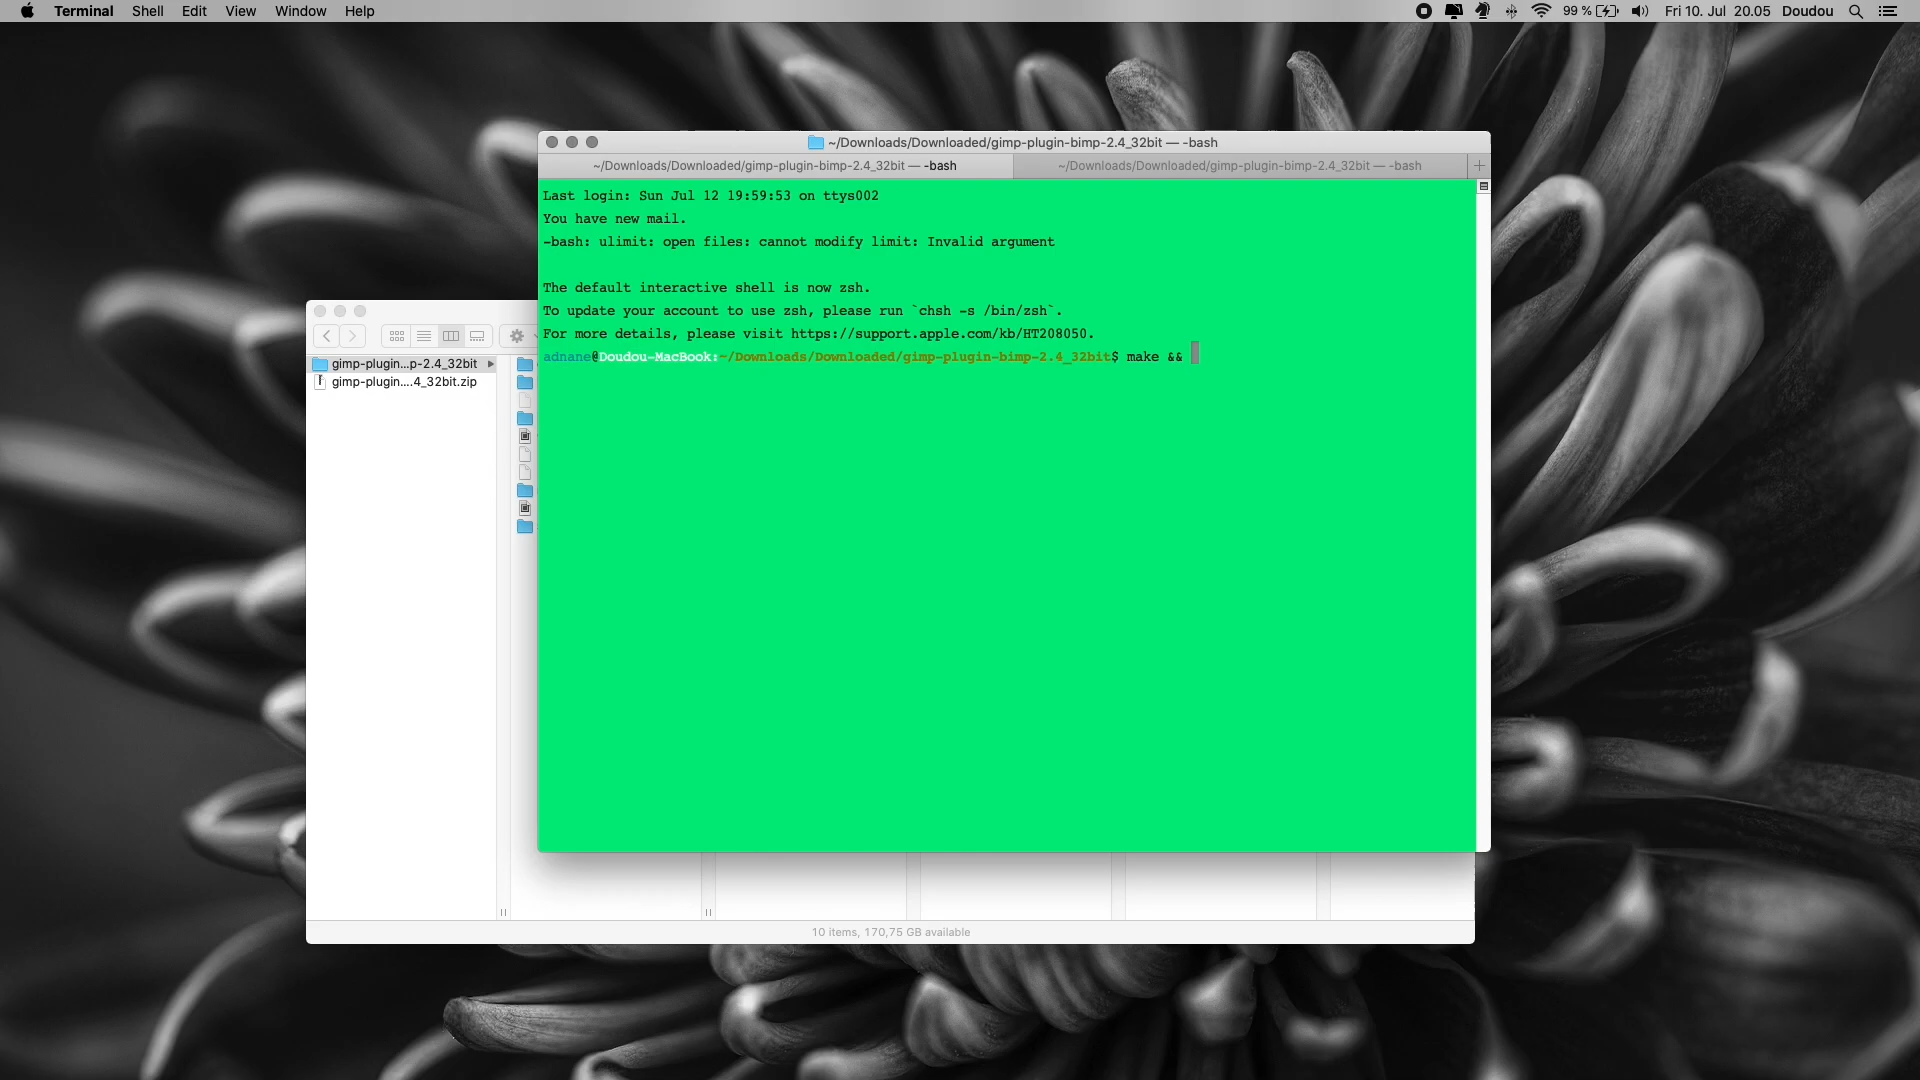 Terminal Shell Edit View Window Help
99 % Fri 10. Jul 20.05 Doudou
~/Downloads/Downloaded/gimp-plugin-bimp-2.4_32bit — -bash
~/Downloads/Downloaded/gimp-plugin-bimp-2.4_32bit — -bash
~/Downloads/Downloaded/gimp-plugin-bimp-2.4_32bit — -bash
Last login: Sun Jul 12 19:59:53 on ttys002
You have new mail.
-bash: ulimit: open files: cannot modify limit: Invalid argument
The default interactive shell is now zsh.
To update your account to use zsh, please run `chsh -s /bin/zsh`.
For more details, please visit https://support.apple.com/kb/HT208050.
adnane@Doudou-MacBook:~/Downloads/Downloaded/gimp-plugin-bimp-2.4_32bit$ make &&
gimp-plugin...p-2.4_32bit
gimp-plugin....4_32bit.zip
10 items, 170,75 GB available